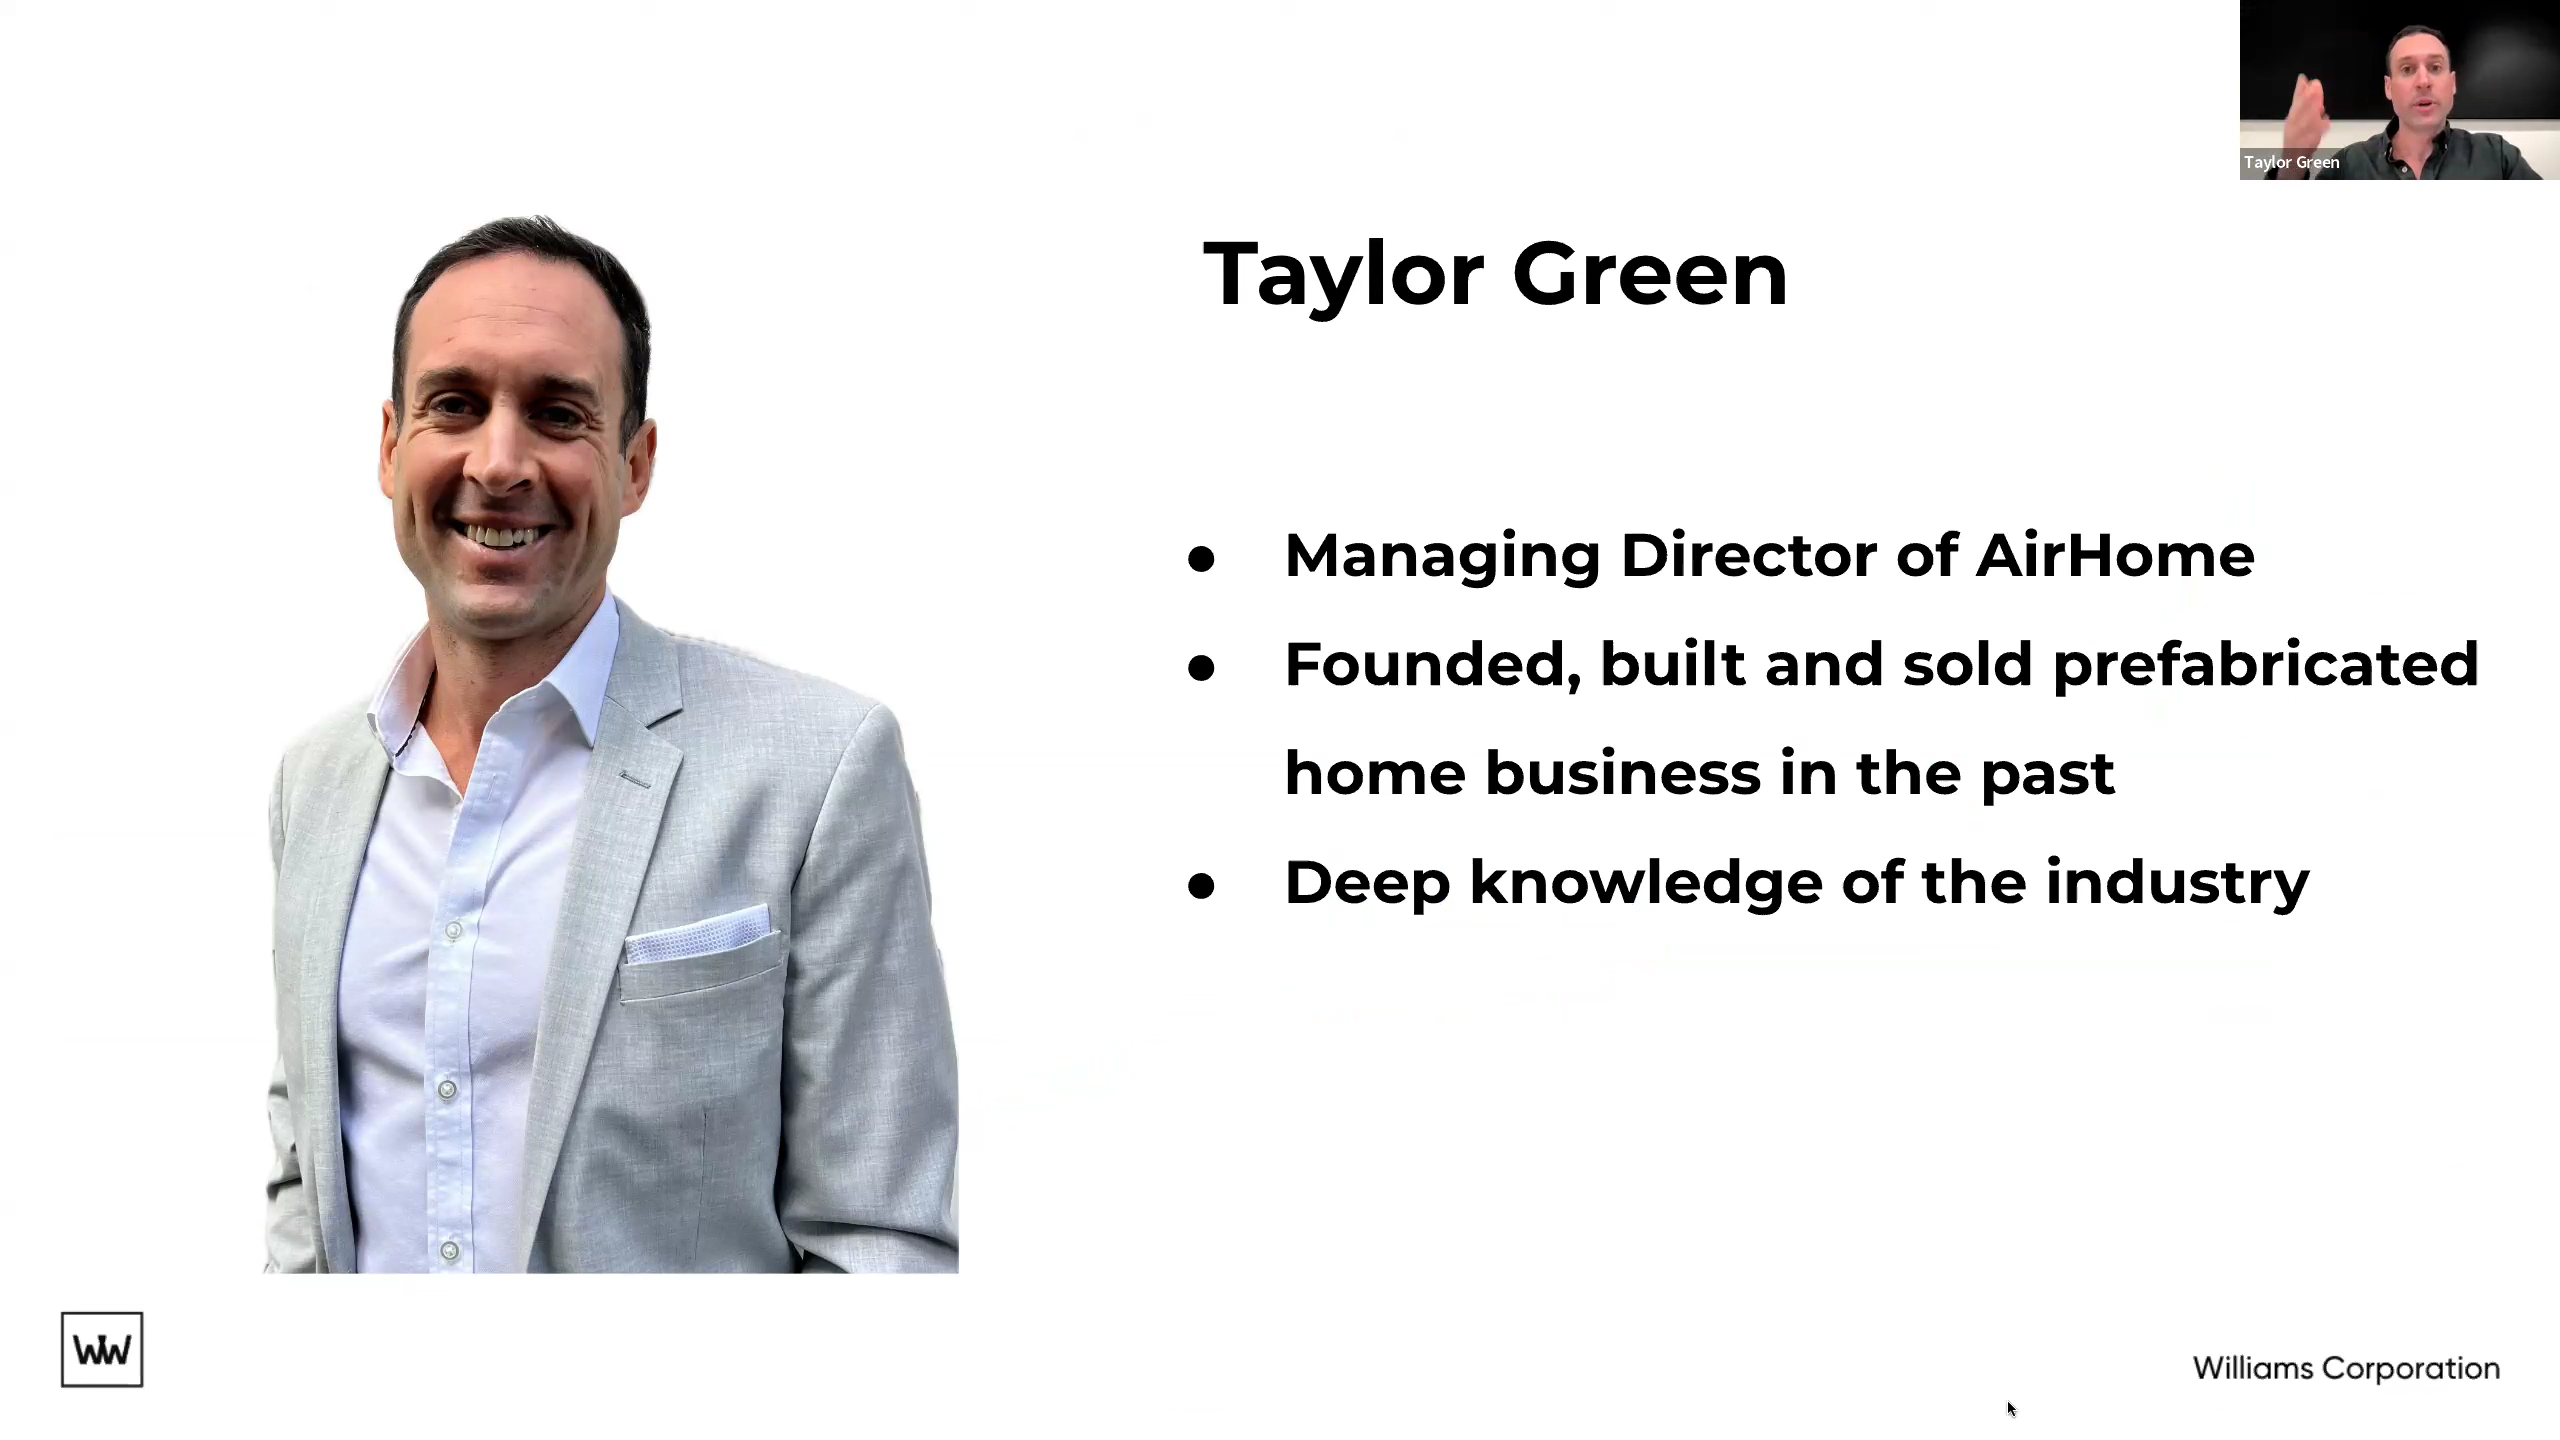 Taylor Green
Taylor Green
● Managing Director of AirHome
● Founded, built and sold prefabricated
home business in the past
● Deep knowledge of the industry
WW
Williams Corporation